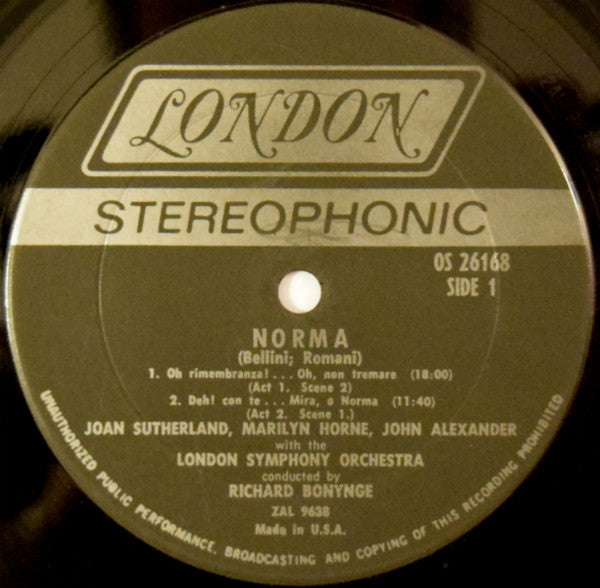 LONDON
STEREOPHONIC
OS 26168
SIDE 1
NORMA
(Bellini; Romani)
1. Oh rimembranza! . . . Oh, non tremare (18:00)
(Act 1. Scene 2)
2. Deh! con te . . . Mira, o Norma (11:40)
(Act 2. Scene 1.)
JOAN SUTHERLAND, MARILYN HORNE, JOHN ALEXANDER
with the
LONDON SYMPHONY ORCHESTRA
conducted by
RICHARD BONYNGE
ZAL 9638
Made in U.S.A.
UNAUTHORIZED PUBLIC PERFORMANCE, BROADCASTING AND COPYING OF THIS RECORDING PROHIBITED